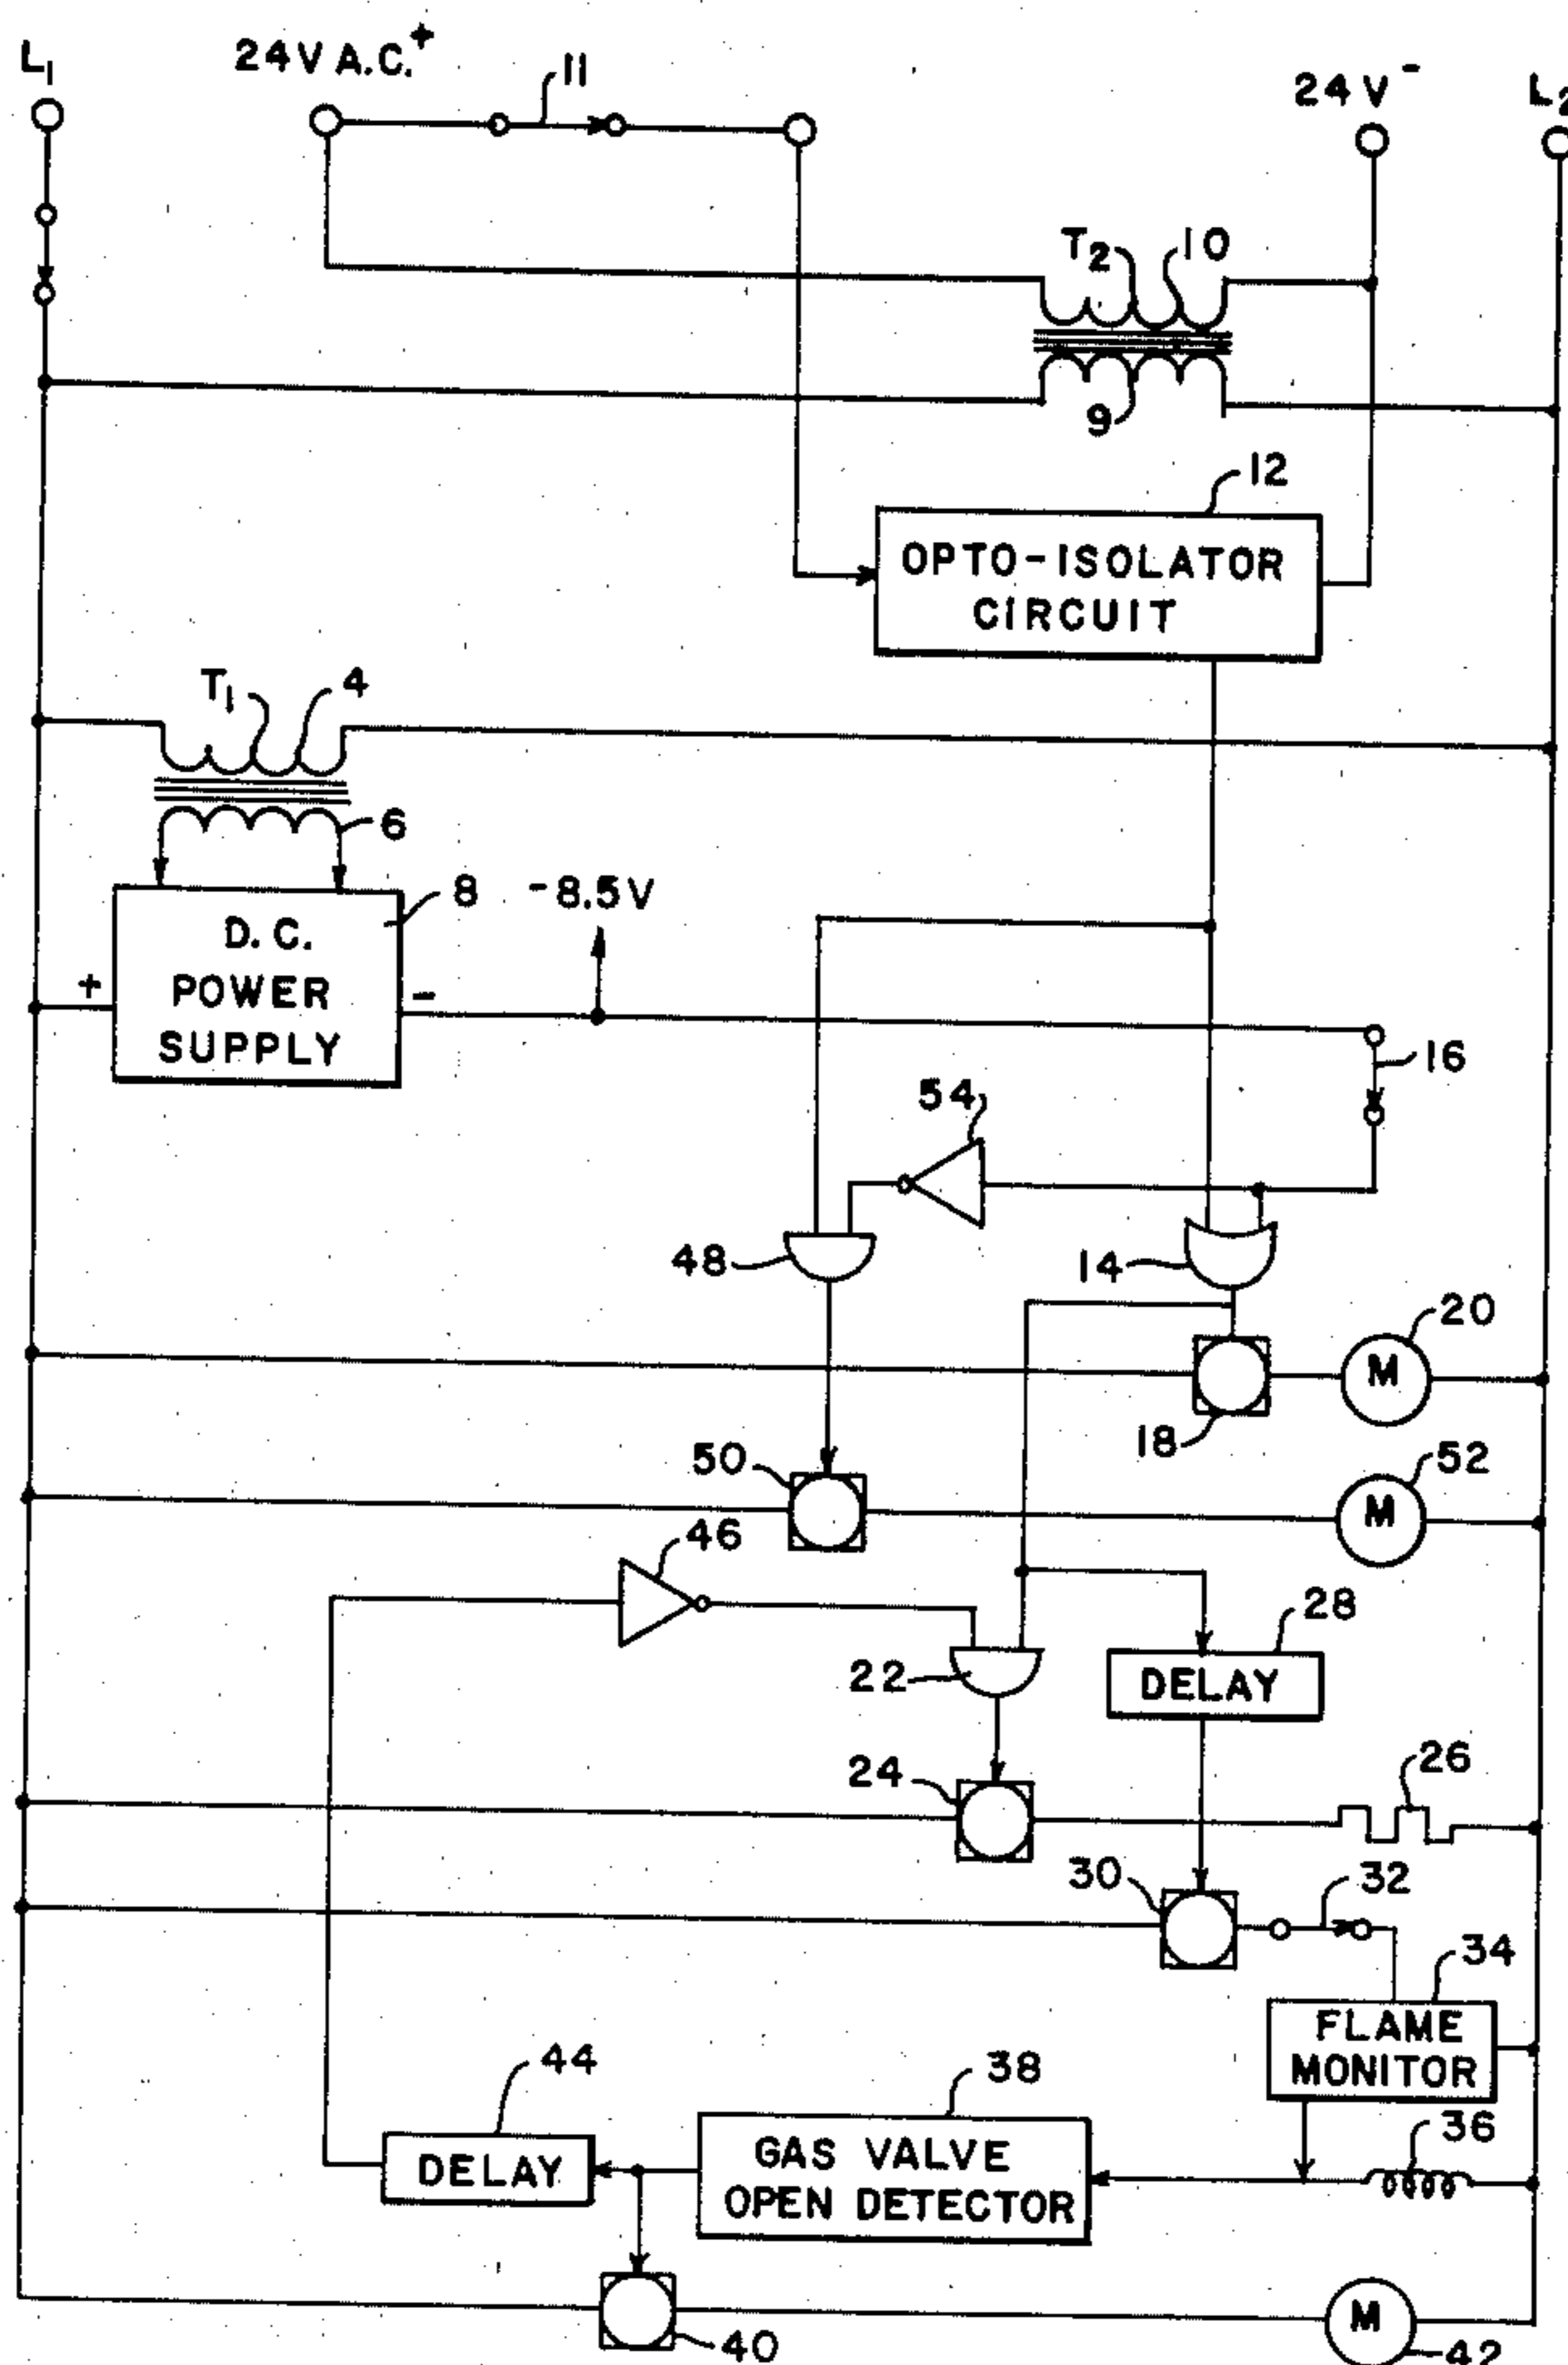 L1
24V A.C.+
11
24V-
L2
T2
10
9
12
OPTO-ISOLATOR
CIRCUIT
T1
4
6
8
-8.5V
D.C.
POWER
SUPPLY
+
-
16
54
48
14
20
M
18
50
52
M
46
28
22
DELAY
24
26
30
32
34
FLAME
MONITOR
44
38
36
DELAY
GAS VALVE
OPEN DETECTOR
40
M
42